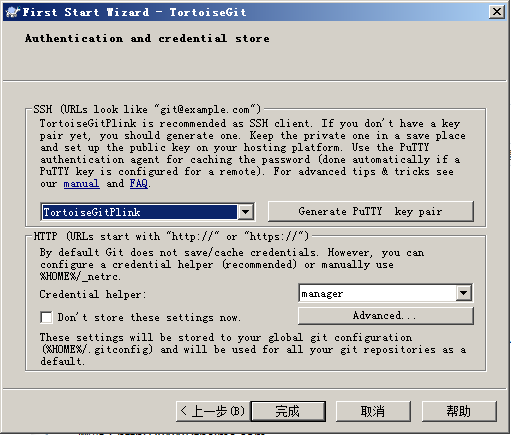 First Start Wizard - TortoiseGit
Authentication and credential store
SSH (URLs look like "git@example.com")
TortoiseGitPlink is recommended as SSH client. If you don't have a key
pair yet, you should generate one. Keep the private one in a save place
and set up the public key on your hosting platform. Use the PuTTY
authentication agent for caching the password (done automatically if a
PuTTY key is configured for a remote). For advanced tips & tricks see
our manual and FAQ.
TortoiseGitPlink
Generate PuTTY key pair
HTTP (URLs start with "http://" or "https://")
By default Git does not save/cache credentials. However, you can
configure a credential helper (recommended) or manually use
%HOME%/_netrc.
Credential helper:
manager
Don't store these settings now.
Advanced...
These settings will be stored to your global git configuration
(%HOME%/.gitconfig) and will be used for all your git repositories as a
default.
<上一步(B)
完成
取消
帮助